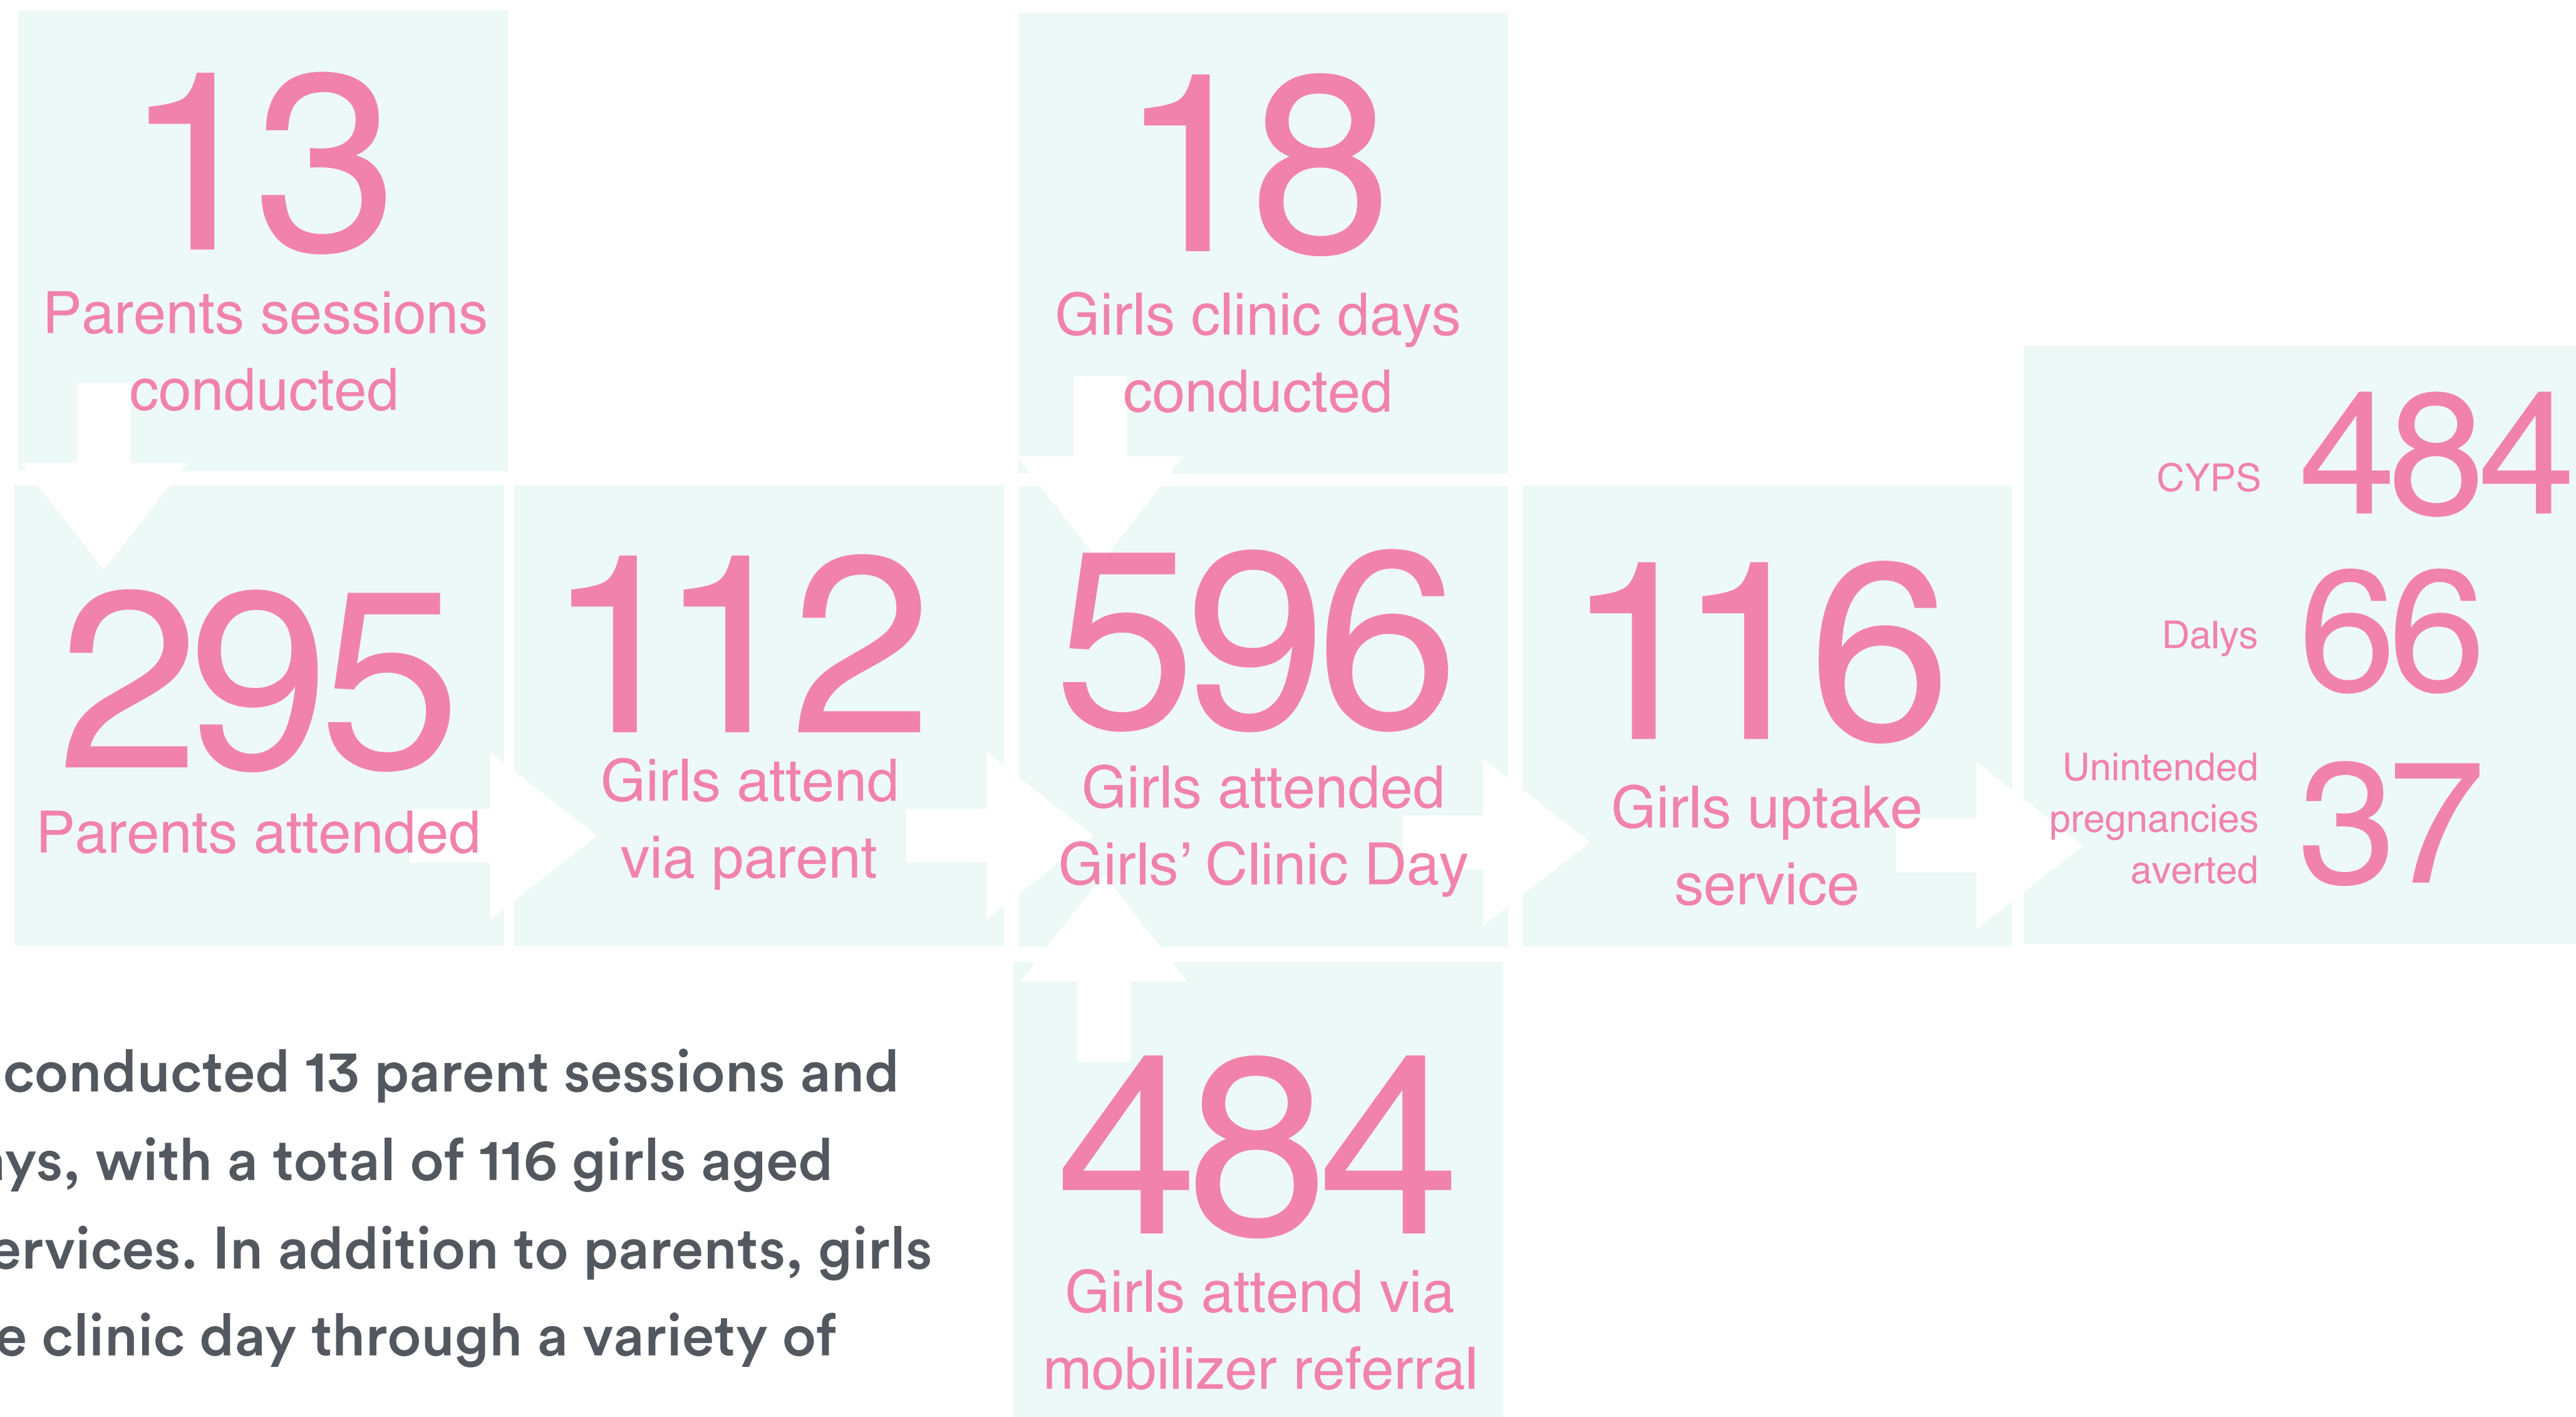 13
Parents sessions
conducted
18
Girls clinic days
conducted
295
Parents attended
112
Girls attend
via parent
596
Girls attended
Girls’ Clinic Day
116
Girls uptake
service
CYPS 484
Dalys 66
Unintended
pregnancies
averted
37
484
Girls attend via
mobilizer referral
conducted 13 parent sessions and
with a total of 116 girls aged
In addition to parents, girls
clinic day through a variety of